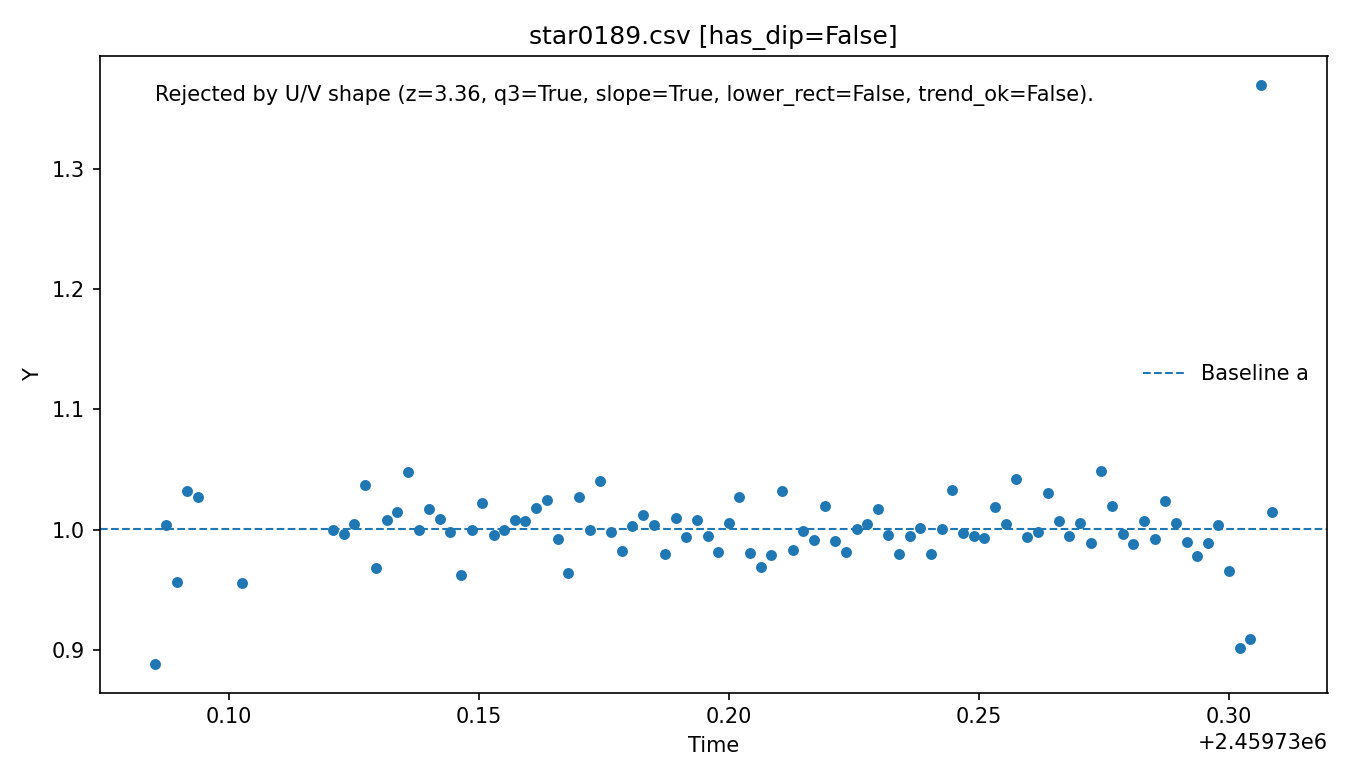 star0189.csv [has_dip=False]
Rejected by U/V shape (z=3.36, q3=True, slope=True, lower_rect=False, trend_ok=False).
1.3
1.2
1.1
1.0
0.9
Y
Baseline a
0.10
0.15
0.20
0.25
0.30
Time
+2.45973e6